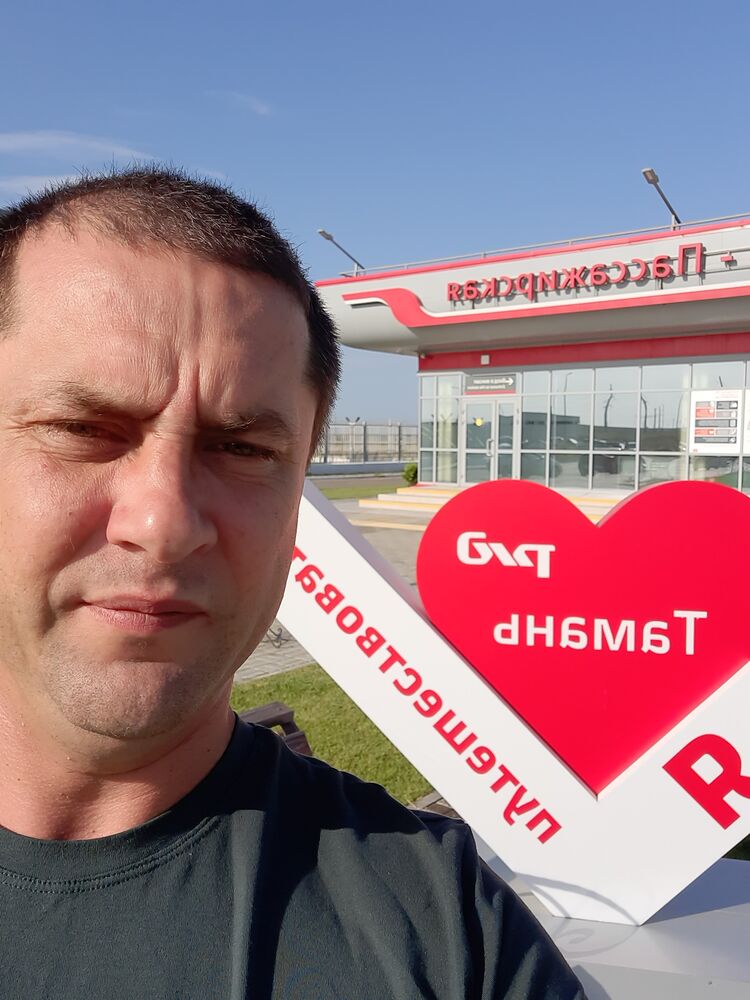 - Пассажирская
ржд
Тамань
путешествоват
Я